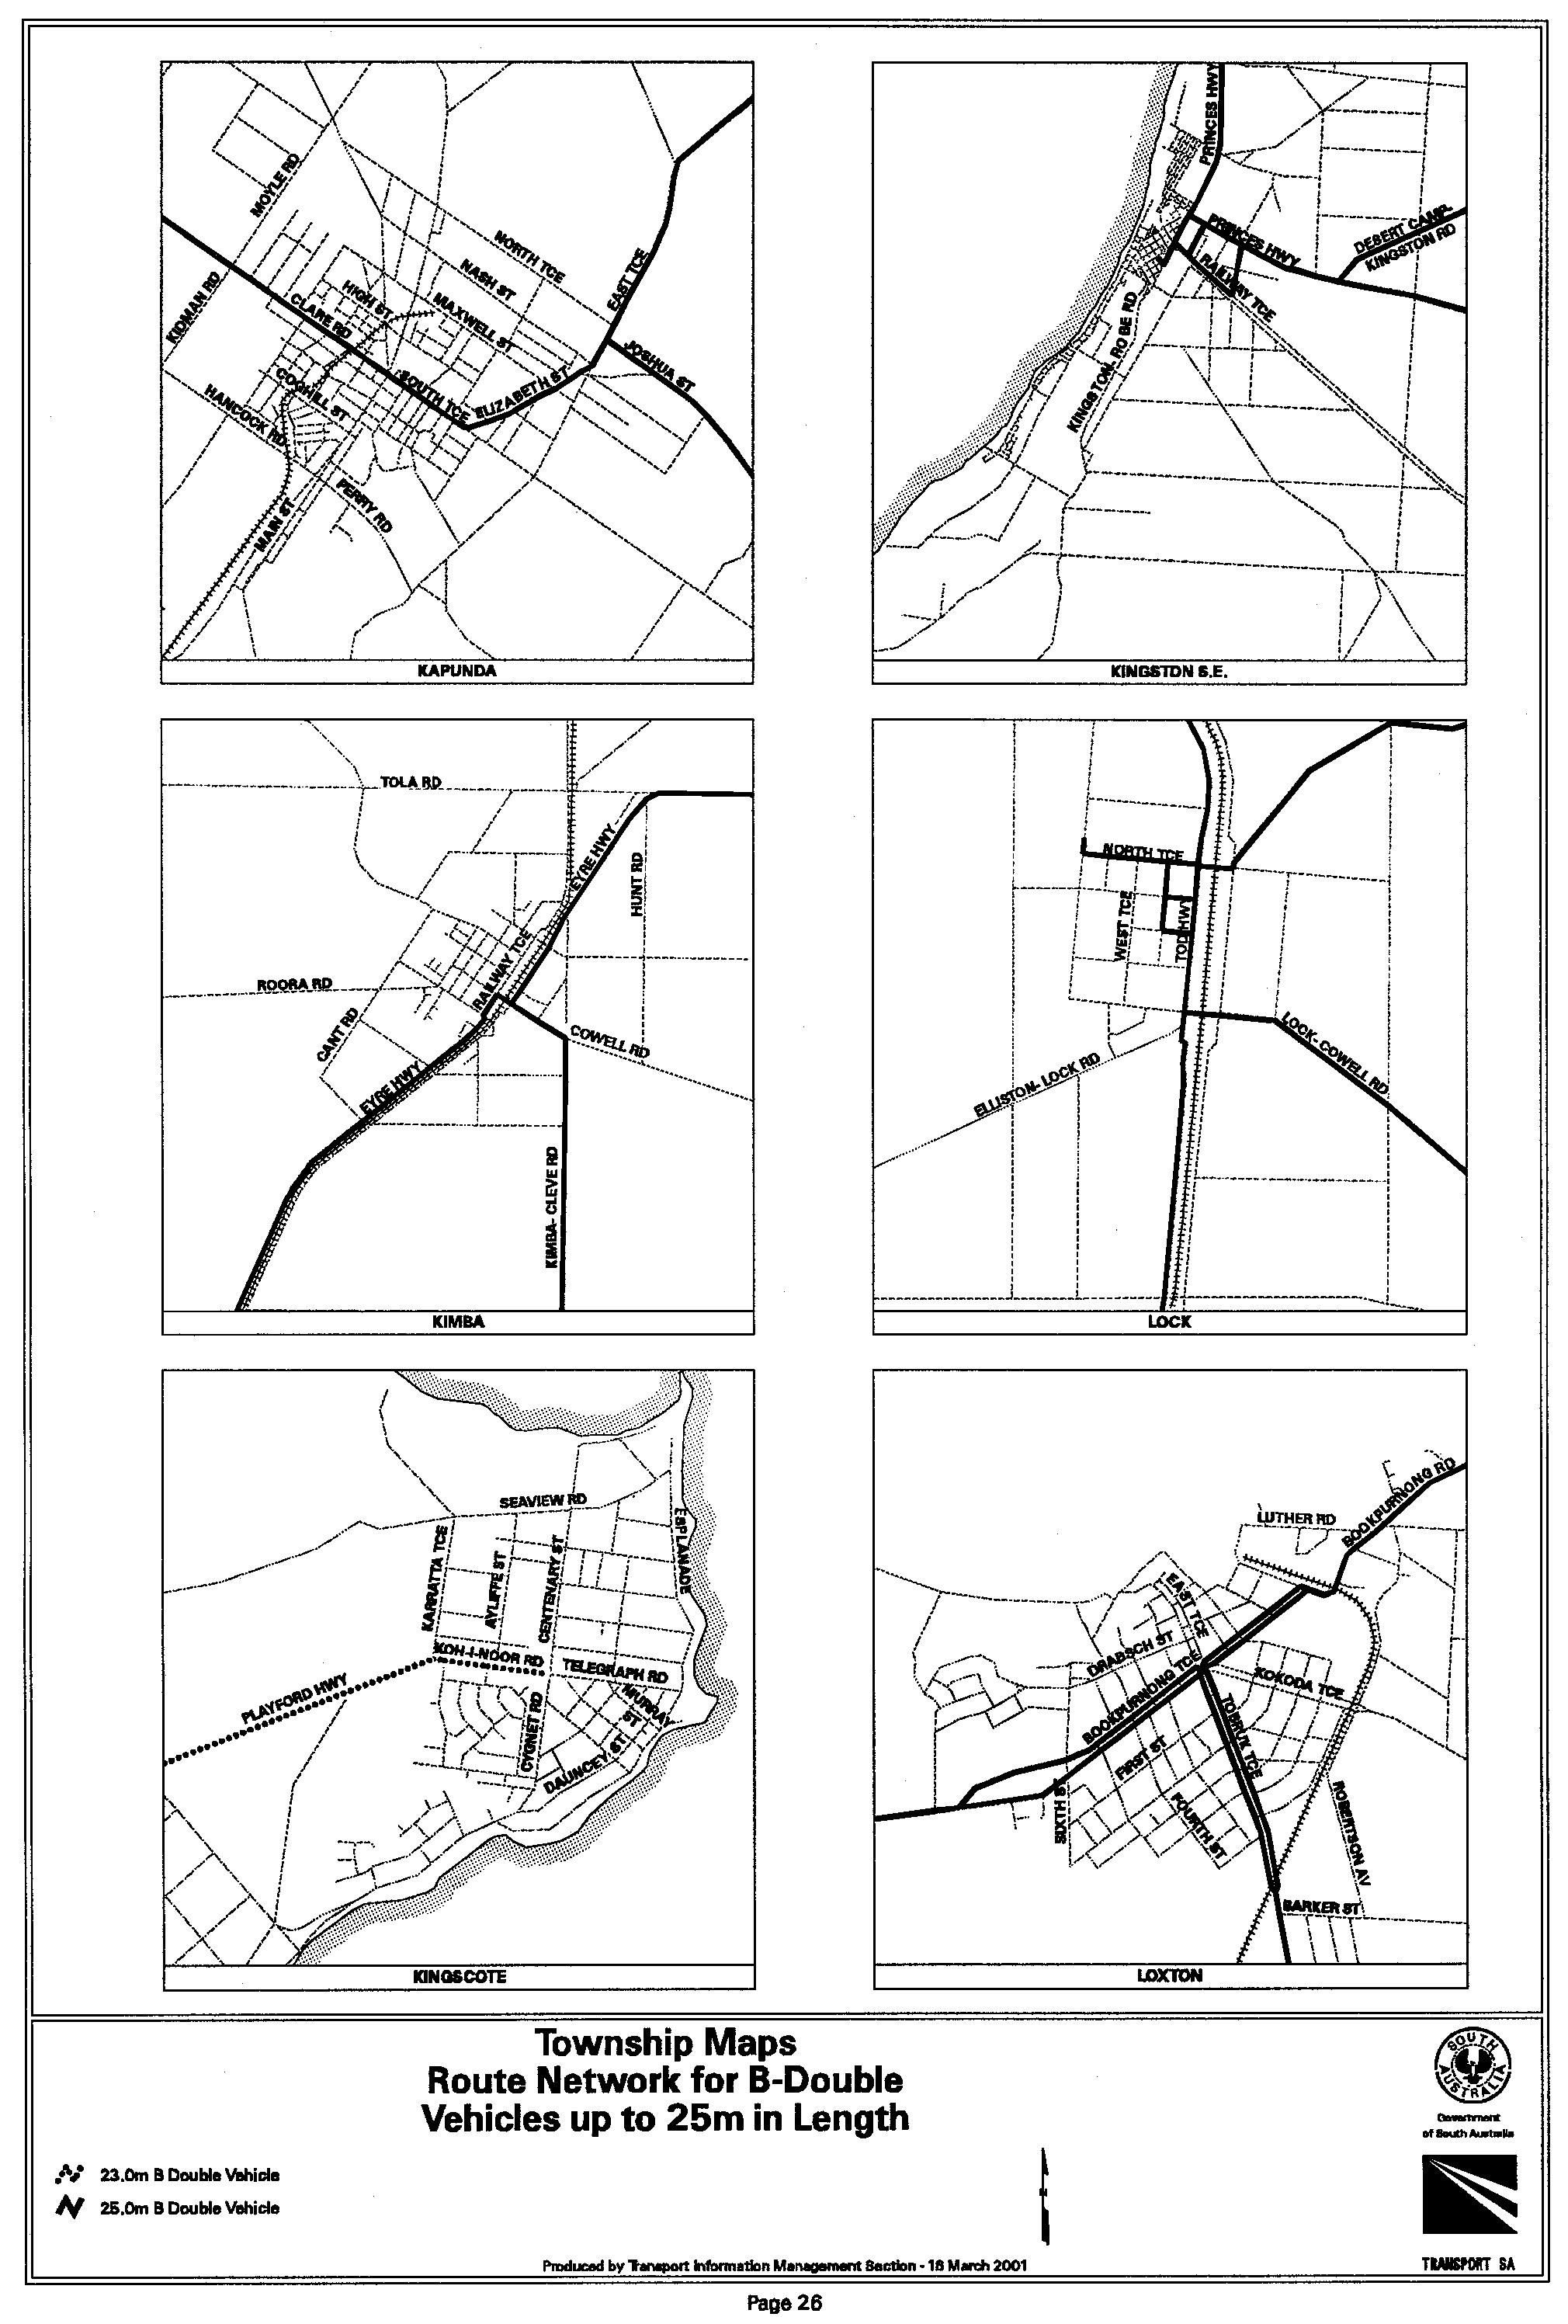 MOYLE RD
NORTH TCE
NASH ST
EAST TCE
KIDMAN RD
HIGH ST
MAXWELL ST
CLARE RD
JOSHUA ST
SOUTH TCE
ELIZABETH ST
COGHILL ST
HANCOCK RD
PERRY RD
MAIN ST
KAPUNDA
PRINCES HWY
PRINCES HWY
DESERT CAMP-
KINGSTON RD
RAILWAY TCE
KINGSTON- ROBE RD
KINGSTON S.E.
TOLA RD
EYRE HWY
HUNT RD
RAILWAY TCE
ROORA RD
CANT RD
COWELL RD
EYRE HWY
KIMBA- CLEVE RD
KIMBA
NORTH TCE
WEST TCE
TOD HWY
LOCK- COWELL RD
ELLISTON- LOCK RD
LOCK
SEAVIEW RD
ESPLANADE
KARRATTA TCE
AYLIFFE ST
CENTENARY ST
KOH-I-NOOR RD
TELEGRAPH RD
PLAYFORD HWY
MURRAY
ST
CYGNET RD
DAUNCEY ST
KINGSCOTE
BOOKPURNONG RD
LUTHER RD
EAST TCE
DRABSCH ST
KOKODA TCE
BOOKPURNONG TCE
TOBRUK TCE
FIRST ST
SIXTH ST
FOURTH ST
ROBERTSON AV
BARKER ST
LOXTON
Township Maps
Route Network for B-Double
Vehicles up to 25m in Length
23.0m B Double Vehicle
25.0m B Double Vehicle
N
SOUTH
AUSTRALIA
Government
of South Australia
TRANSPORT SA
Produced by Transport Information Management Section - 16 March 2001
Page 26